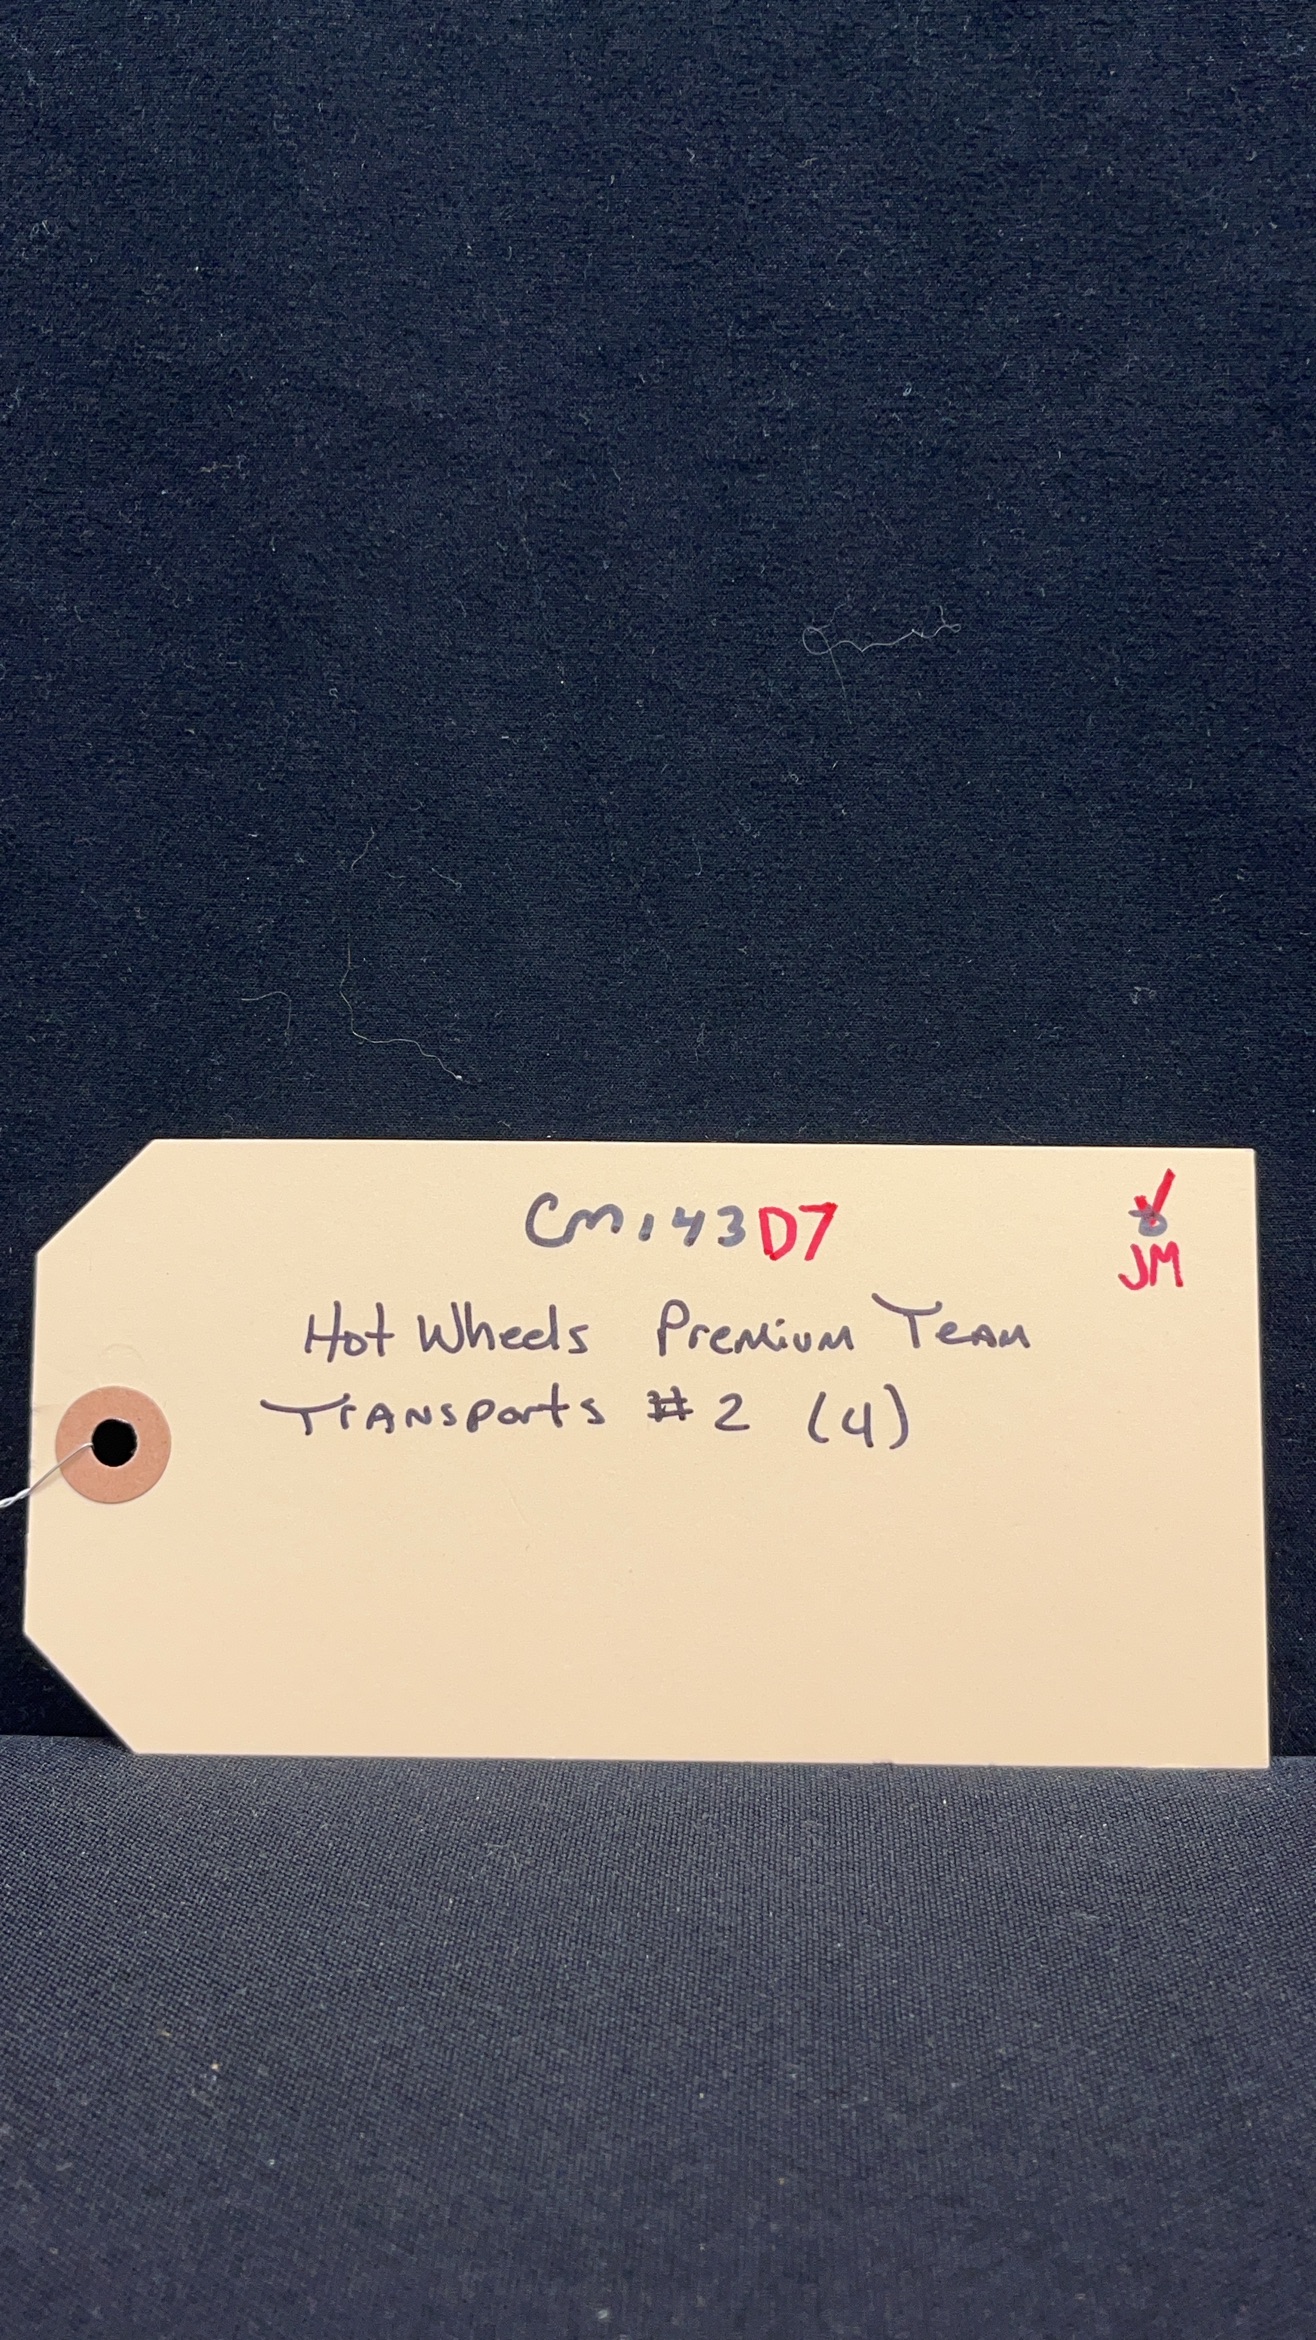 CM143D7
JM
Hot Wheels Premium Team
Transports #2 (4)